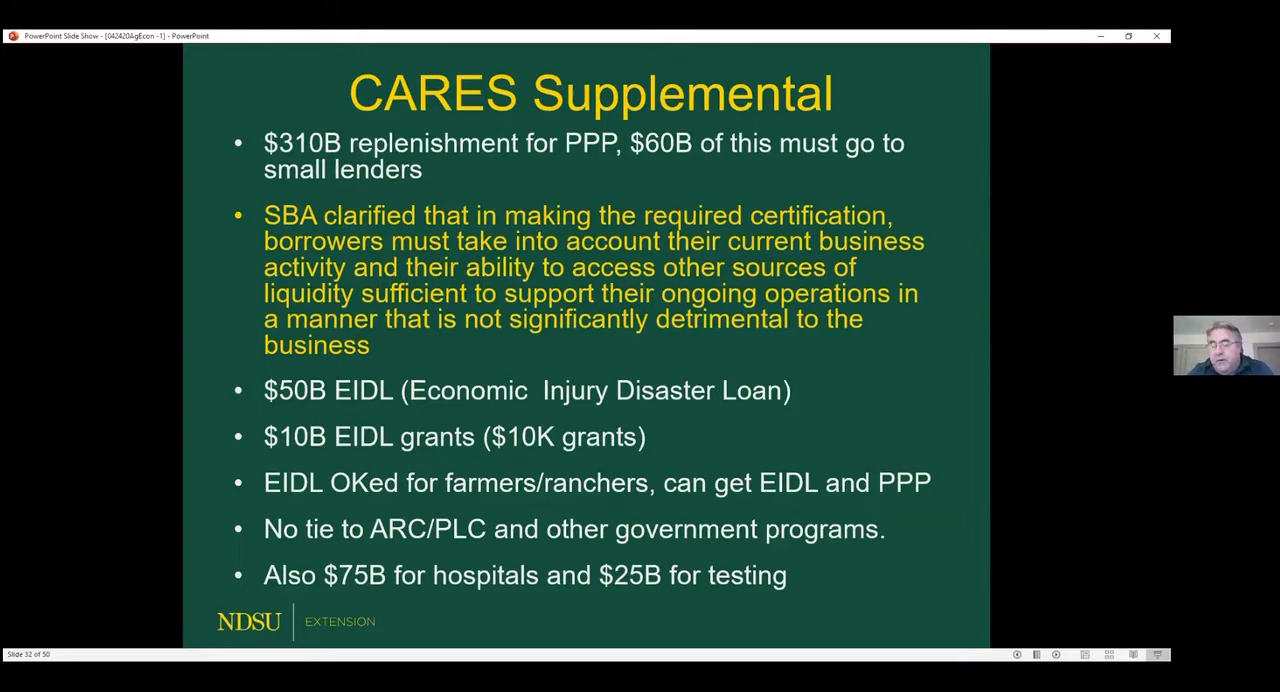 PowerPoint Slide Show - [042420AgEcon -1] - PowerPoint
CARES Supplemental
• $310B replenishment for PPP, $60B of this must go to
small lenders
• SBA clarified that in making the required certification,
borrowers must take into account their current business
activity and their ability to access other sources of
liquidity sufficient to support their ongoing operations in
a manner that is not significantly detrimental to the
business
• $50B EIDL (Economic Injury Disaster Loan)
• $10B EIDL grants ($10K grants)
• EIDL OKed for farmers/ranchers, can get EIDL and PPP
• No tie to ARC/PLC and other government programs.
• Also $75B for hospitals and $25B for testing
NDSU EXTENSION
Slide 32 of 50